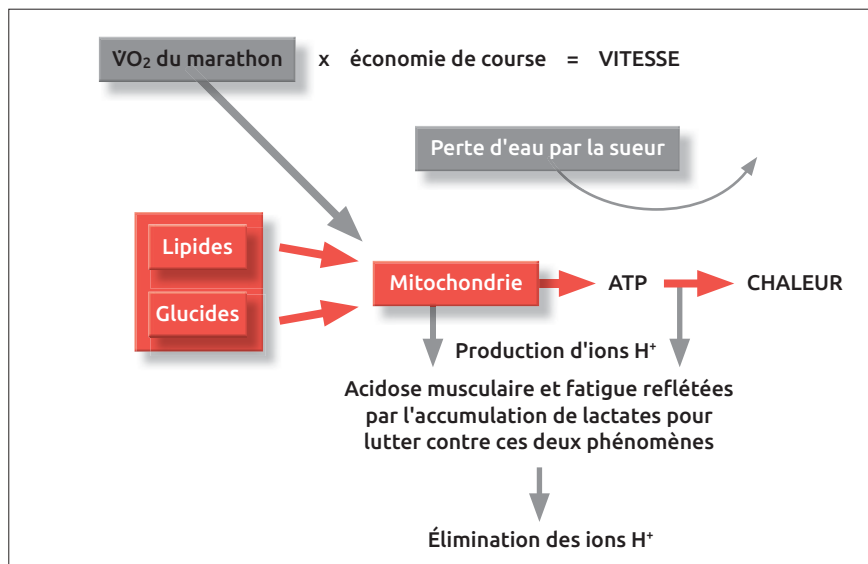 V̇O₂ du marathon x économie de course = VITESSE
Perte d'eau par la sueur
Lipides
Glucides
Mitochondrie
ATP
CHALEUR
Production d'ions H⁺
Acidose musculaire et fatigue reflétées
par l'accumulation de lactates pour
lutter contre ces deux phénomènes
Élimination des ions H⁺